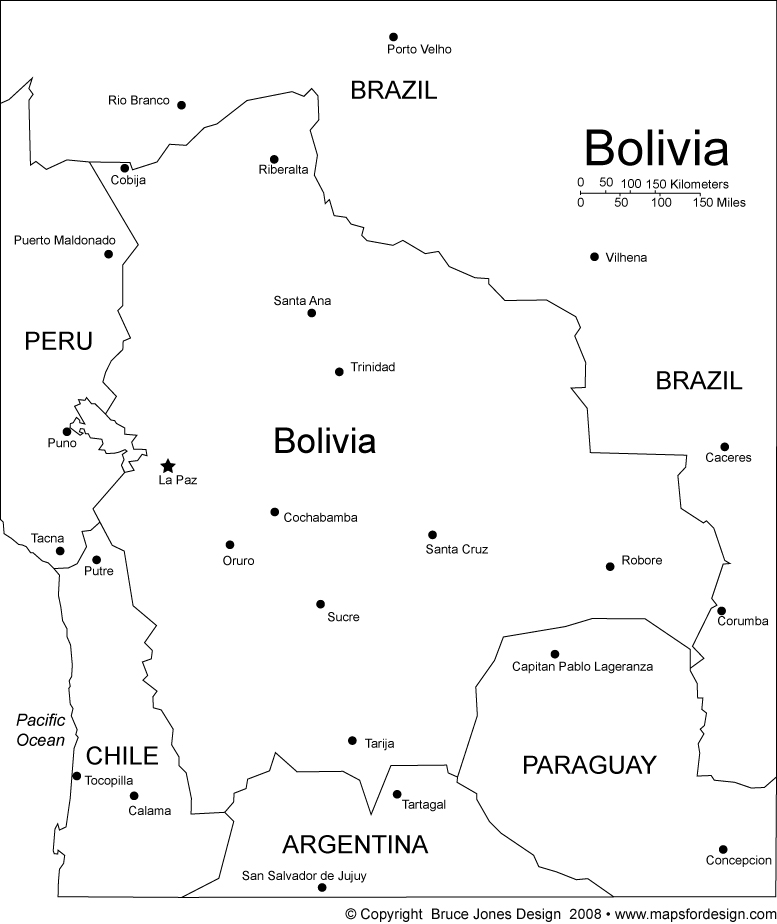 Porto Velho
BRAZIL
Rio Branco
Bolivia
0 50 100 150 Kilometers
0 50 100 150 Miles
Cobija
Riberalta
Puerto Maldonado
Vilhena
Santa Ana
PERU
Trinidad
BRAZIL
Puno
Bolivia
Caceres
La Paz
Cochabamba
Tacna
Santa Cruz
Oruro
Robore
Putre
Sucre
Corumba
Capitan Pablo Lageranza
Pacific
Ocean
Tarija
CHILE
PARAGUAY
Tocopilla
Calama
Tartagal
ARGENTINA
Concepcion
San Salvador de Jujuy
© Copyright Bruce Jones Design 2008 • www.mapsfordesign.com